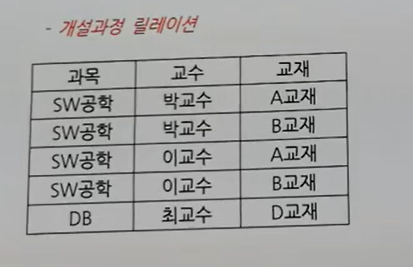 - 개설과정 릴레이션
과목 교수 교재
SW공학 박교수 A교재
SW공학 박교수 B교재
SW공학 이교수 A교재
SW공학 이교수 B교재
DB 최교수 D교재